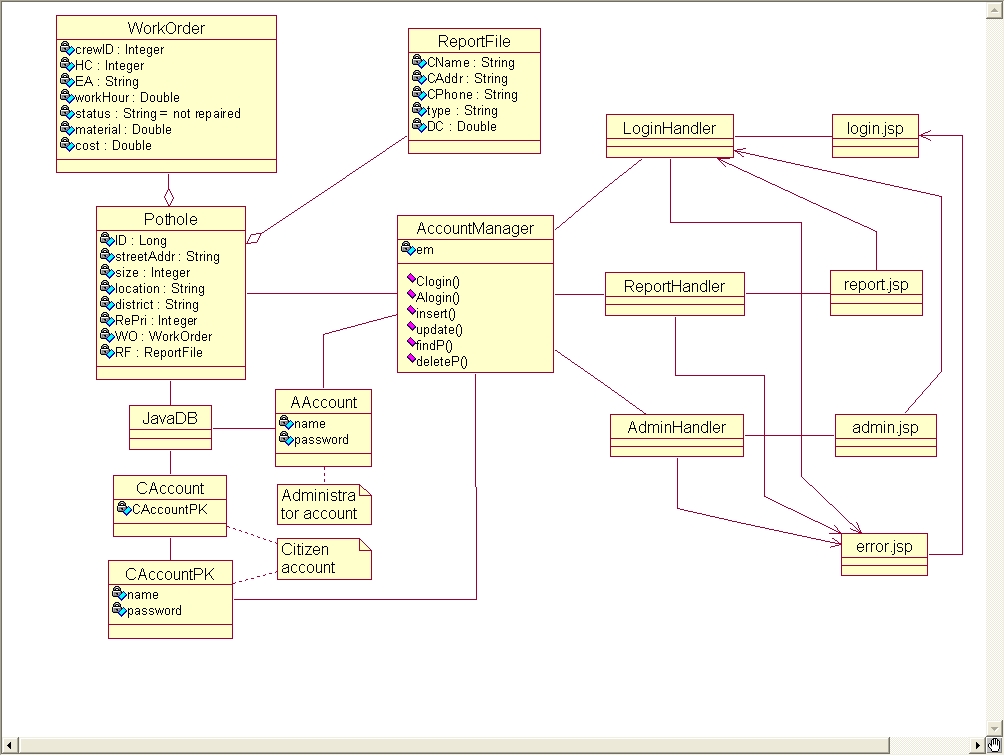 WorkOrder
crewID : Integer
HC : Integer
EA : String
workHour : Double
status : String = not repaired
material : Double
cost : Double
ReportFile
CName : String
CAddr : String
CPhone : String
type : String
DC : Double
LoginHandler
login.jsp
Pothole
ID : Long
streetAddr : String
size : Integer
location : String
district : String
RePri : Integer
WO : WorkOrder
RF : ReportFile
AccountManager
em
Clogin()
Alogin()
insert()
update()
findP()
deleteP()
ReportHandler
report.jsp
JavaDB
AAccount
name
password
AdminHandler
admin.jsp
CAccount
CAccountPK
Administra
tor account
Citizen
account
error.jsp
CAccountPK
name
password